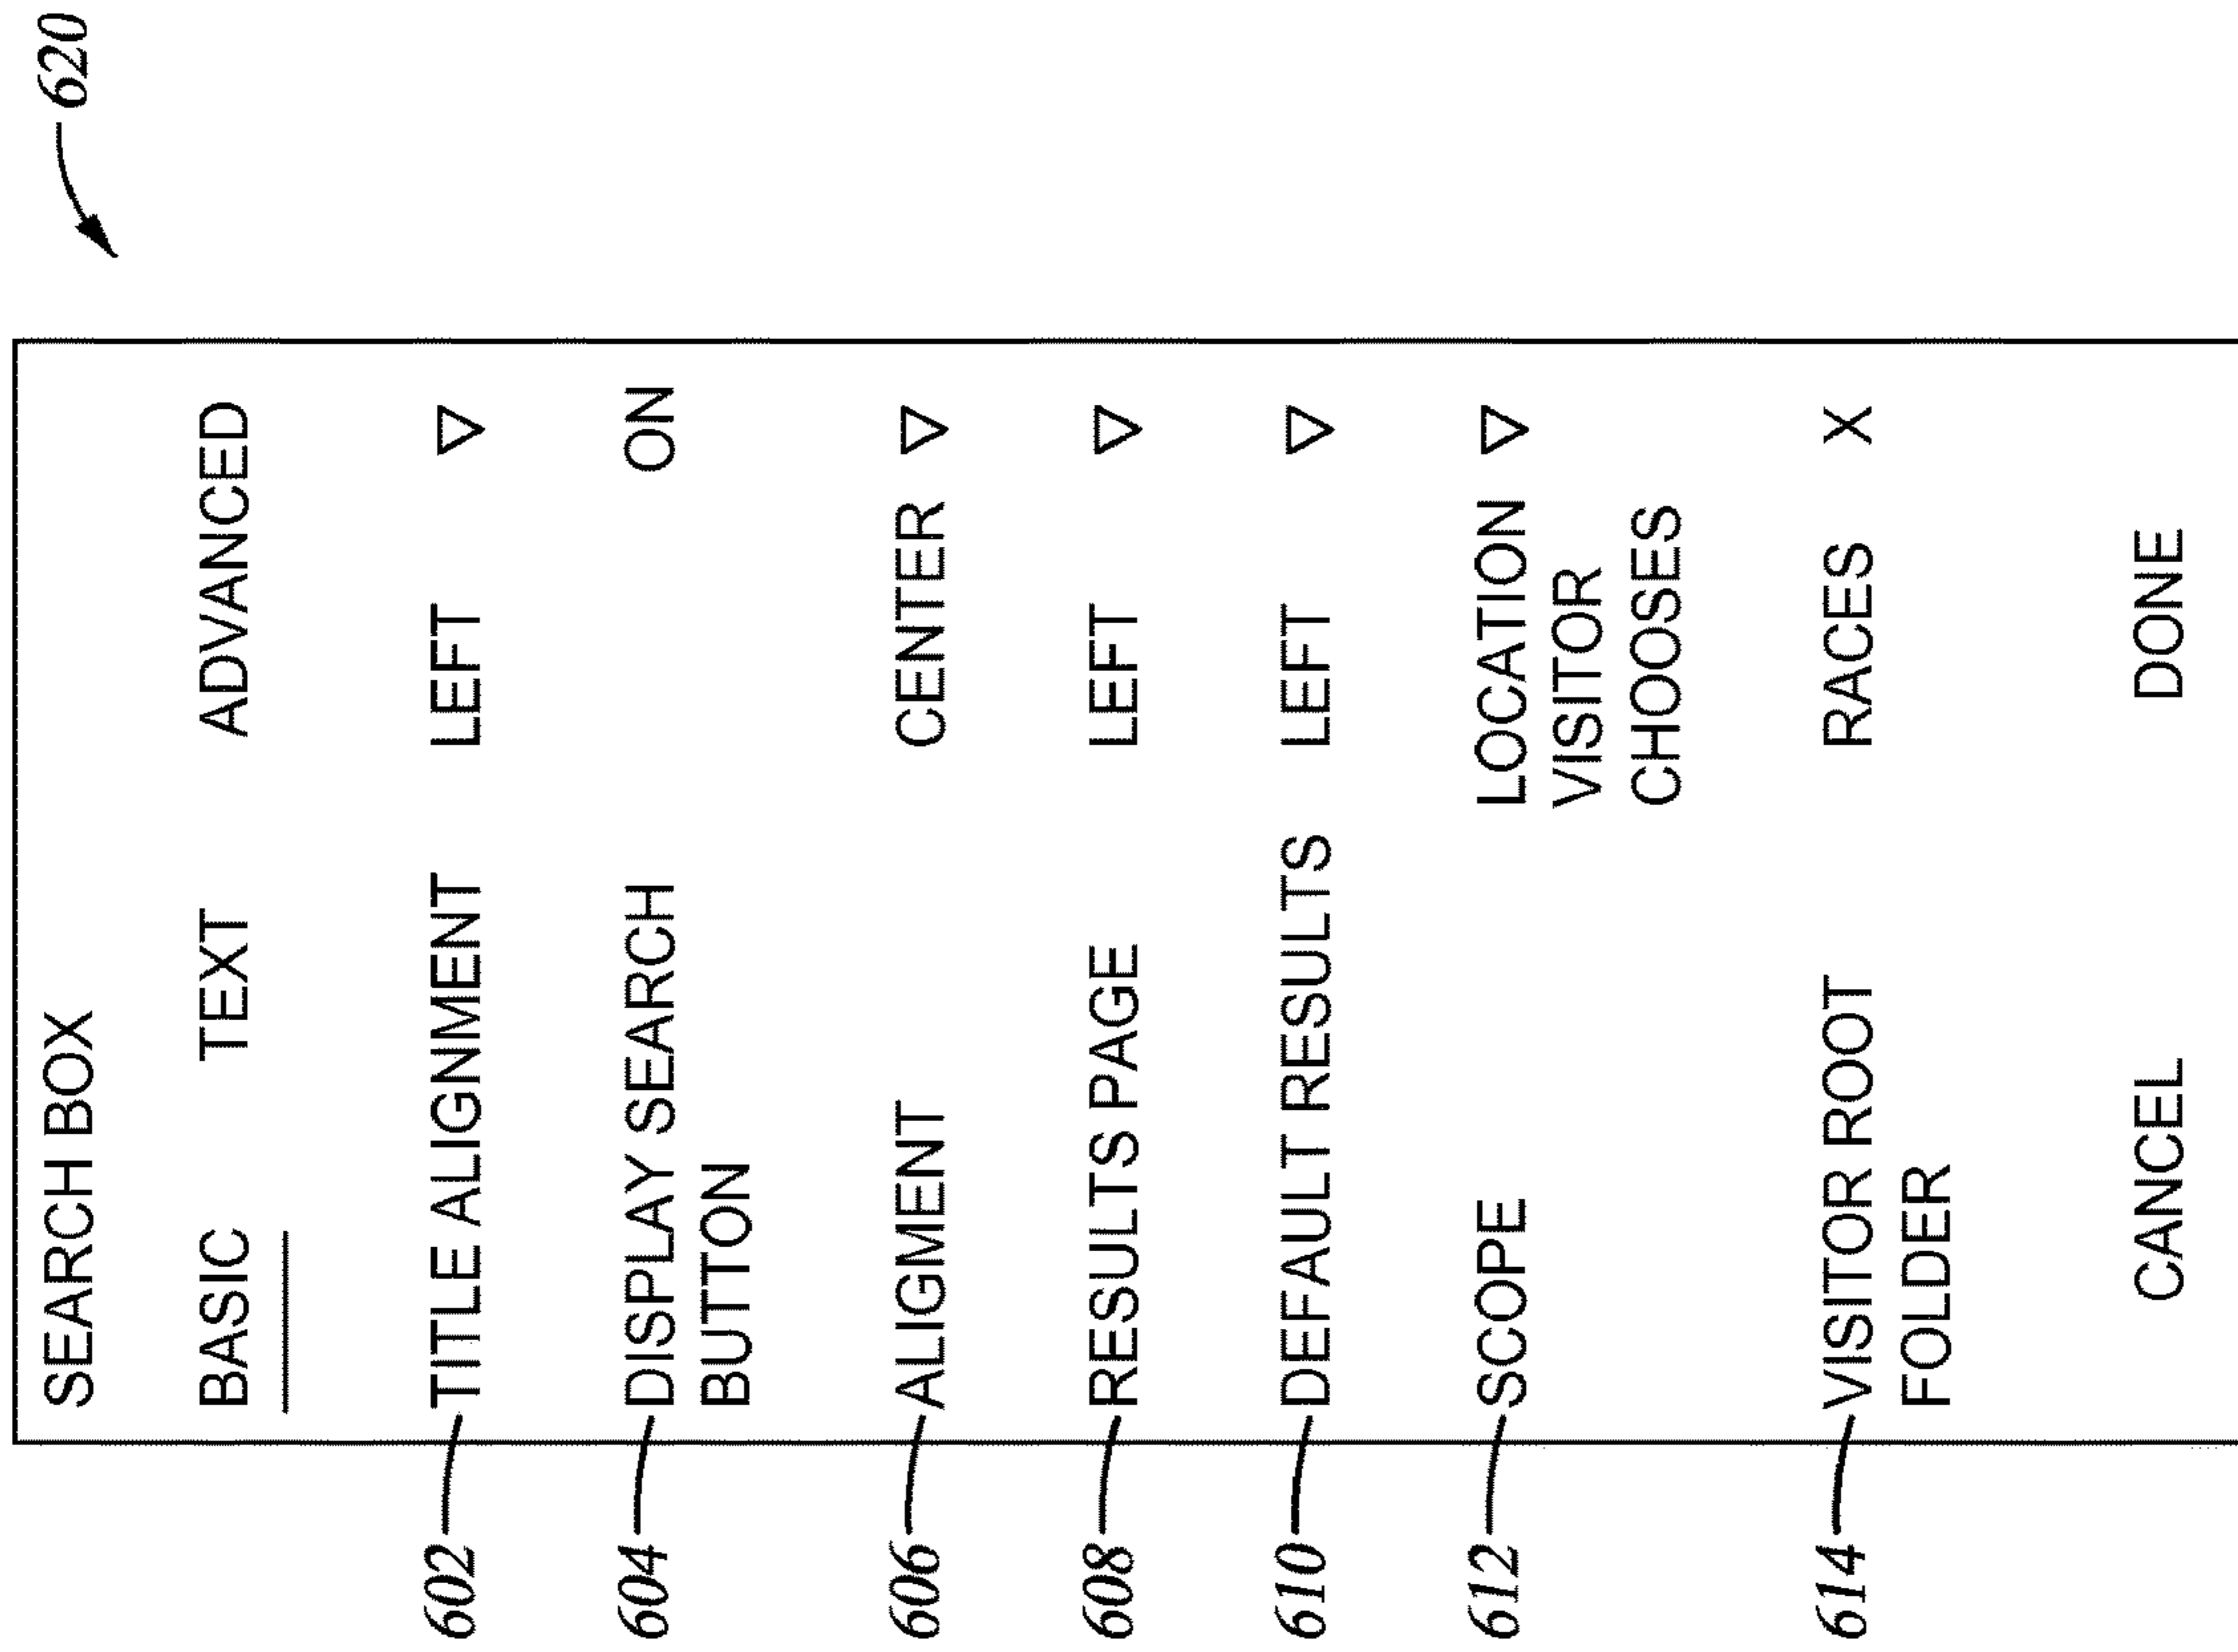 620
SEARCH BOX
BASIC TEXT ADVANCED
602 TITLE ALIGNMENT LEFT ▽
604 DISPLAY SEARCH ON
BUTTON
606 ALIGNMENT CENTER ▽
608 RESULTS PAGE LEFT ▽
610 DEFAULT RESULTS LEFT ▽
612 SCOPE LOCATION ▽
VISITOR
CHOOSES
614 VISITOR ROOT RACES X
FOLDER
CANCEL DONE